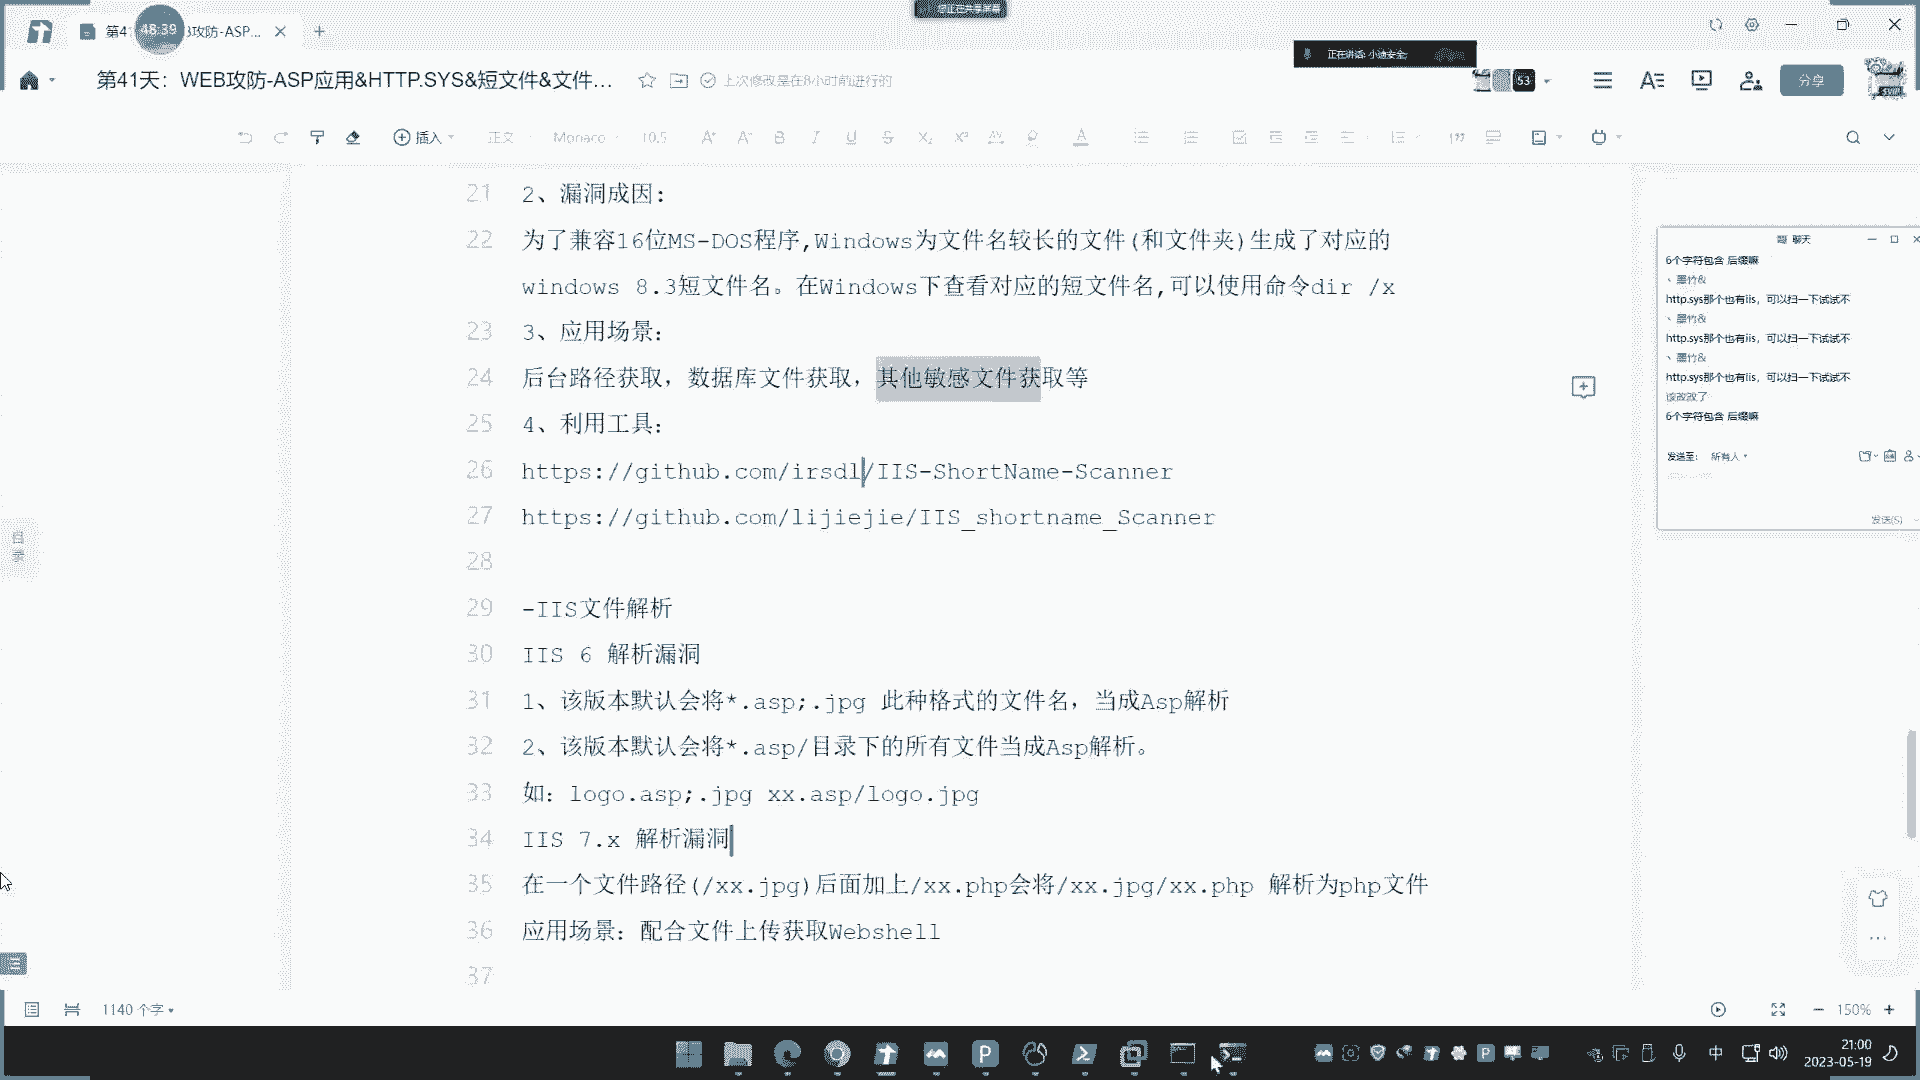 您正在共享屏幕
48:39
正在讲话: 小迪安全;
第41天：WEB攻防-ASP应用&HTTP.SYS&短文件&文件...
上次修改是在8小时前进行的
53
分享
插入
正文
Monaco
10.5
21 2、漏洞成因:
22 为了兼容16位MS-DOS程序,Windows为文件名较长的文件(和文件夹)生成了对应的
windows 8.3短文件名。在Windows下查看对应的短文件名,可以使用命令dir /x
23 3、应用场景:
24 后台路径获取，数据库文件获取，其他敏感文件获取等
25 4、利用工具:
26 https://github.com/irsdl/IIS-ShortName-Scanner
27 https://github.com/lijiejie/IIS_shortname_Scanner
28
29 -IIS文件解析
30 IIS 6 解析漏洞
31 1、该版本默认会将*.asp;.jpg 此种格式的文件名，当成Asp解析
32 2、该版本默认会将*.asp/目录下的所有文件当成Asp解析。
33 如：logo.asp;.jpg xx.asp/logo.jpg
34 IIS 7.x 解析漏洞
35 在一个文件路径(/xx.jpg)后面加上/xx.php会将/xx.jpg/xx.php 解析为php文件
36 应用场景：配合文件上传获取Webshell
37
聊天
6个字符包含 后缀嘛
、墨竹&
http.sys那个也有iis，可以扫一下试试不
、墨竹&
http.sys那个也有iis，可以扫一下试试不
、墨竹&
http.sys那个也有iis，可以扫一下试试不
该改改了
6个字符包含 后缀嘛
发送至: 所有人
发送(S)
目录
1140 个字
150%
中
21:00
2023-05-19